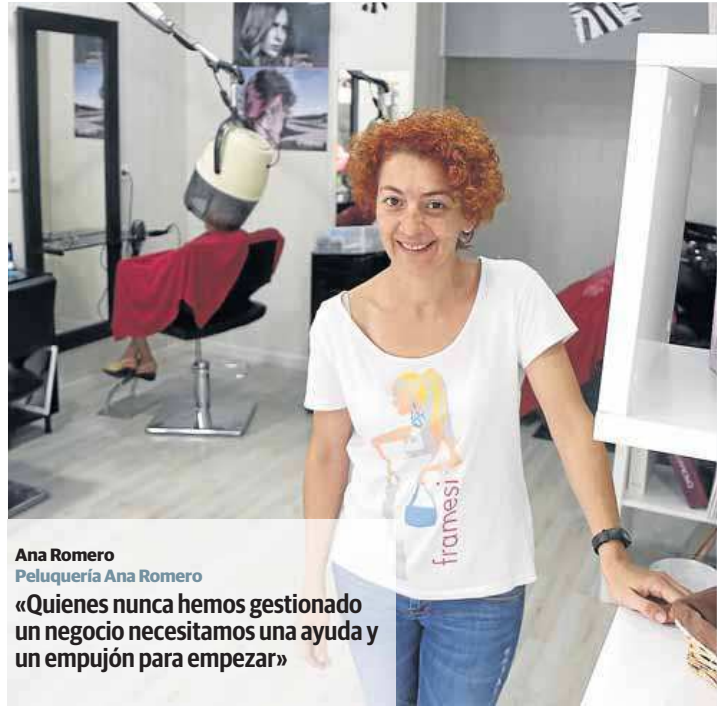 framesi
Ana Romero
Peluquería Ana Romero
«Quienes nunca hemos gestionado
un negocio necesitamos una ayuda y
un empujón para empezar»